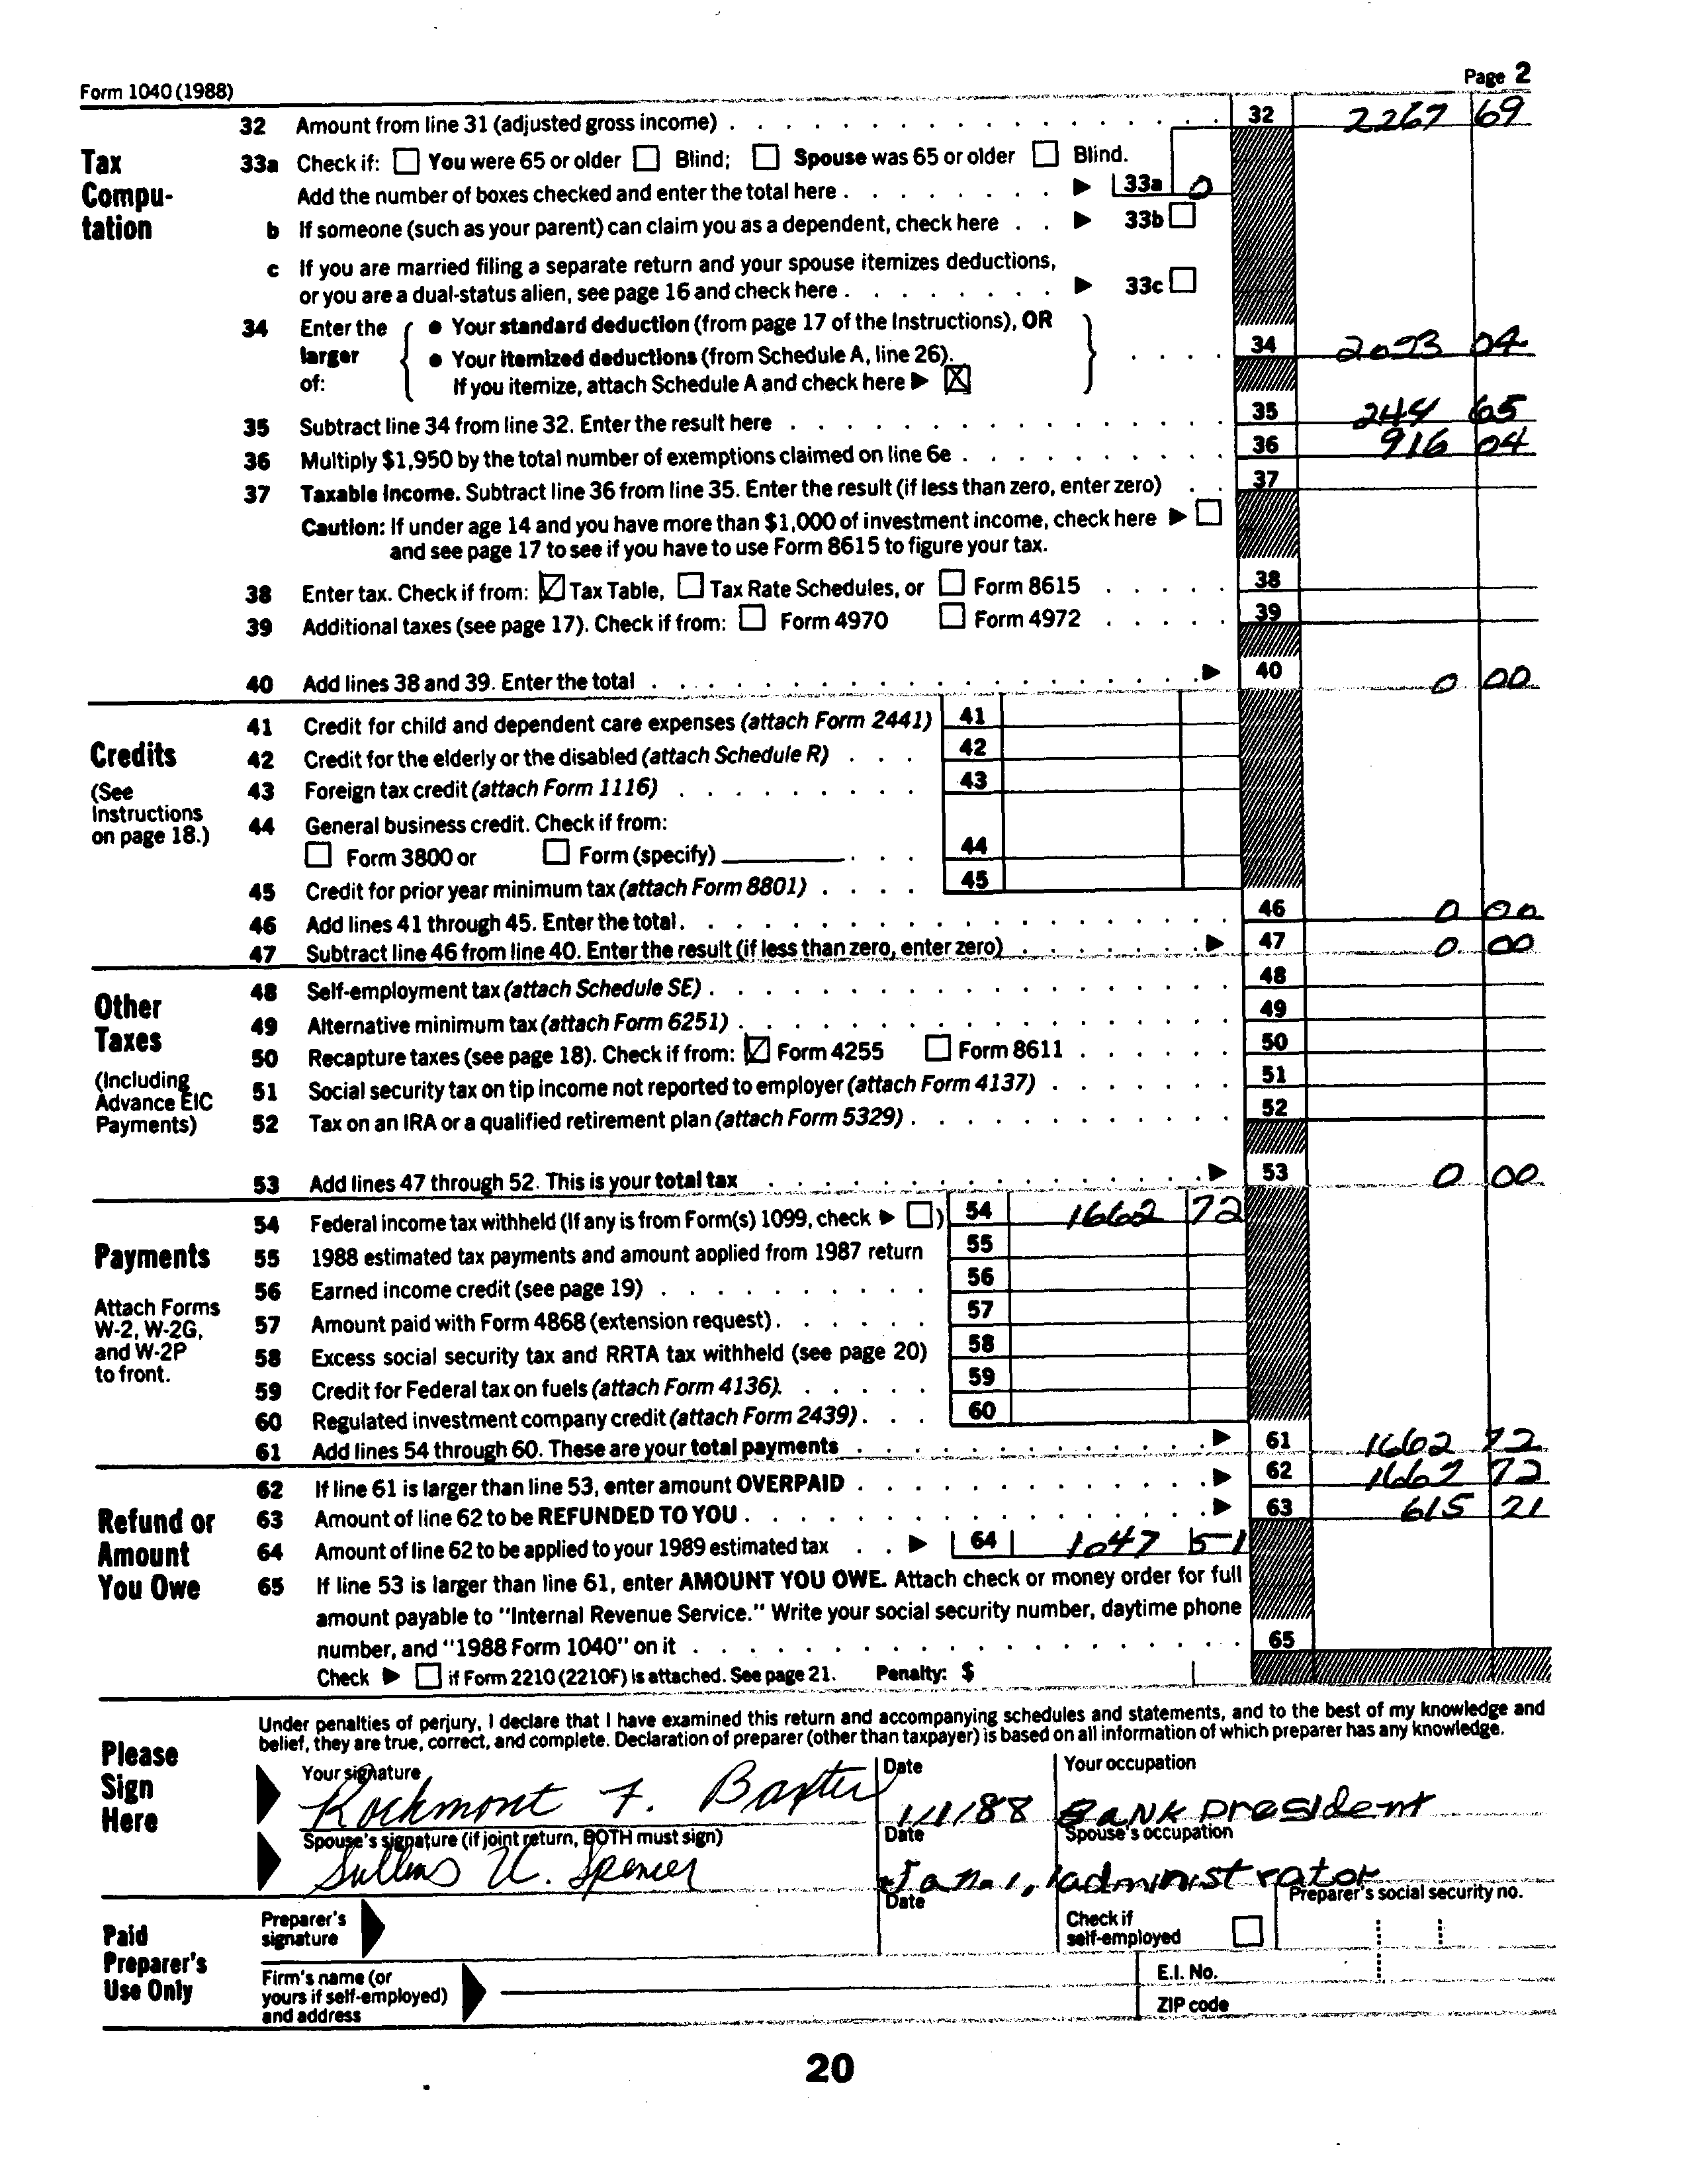 Form 1040 (1988) Page 2
32 Amount from line 31 (adjusted gross income) 32 2267 69
Tax Compu-tation
33a Check if: ☐ You were 65 or older ☐ Blind; ☐ Spouse was 65 or older ☐ Blind.
Add the number of boxes checked and enter the total here ▶ 33a 0
b If someone (such as your parent) can claim you as a dependent, check here ▶ 33b ☐
c If you are married filing a separate return and your spouse itemizes deductions,
or you are a dual-status alien, see page 16 and check here ▶ 33c ☐
34 Enter the larger of: { ● Your standard deduction (from page 17 of the Instructions), OR
● Your itemized deductions (from Schedule A, line 26). } 34 2093 04
If you itemize, attach Schedule A and check here ▶ ☒
35 Subtract line 34 from line 32. Enter the result here 35 244 65
36 Multiply $1,950 by the total number of exemptions claimed on line 6e 36 916 04
37 Taxable income. Subtract line 36 from line 35. Enter the result (if less than zero, enter zero) 37
Caution: If under age 14 and you have more than $1,000 of investment income, check here ▶ ☐
and see page 17 to see if you have to use Form 8615 to figure your tax.
38 Enter tax. Check if from: ☑ Tax Table, ☐ Tax Rate Schedules, or ☐ Form 8615 38
39 Additional taxes (see page 17). Check if from: ☐ Form 4970 ☐ Form 4972 39
40 Add lines 38 and 39. Enter the total ▶ 40 0 00
Credits
(See Instructions on page 18.)
41 Credit for child and dependent care expenses (attach Form 2441) 41
42 Credit for the elderly or the disabled (attach Schedule R) 42
43 Foreign tax credit (attach Form 1116) 43
44 General business credit. Check if from:
☐ Form 3800 or ☐ Form (specify) 44
45 Credit for prior year minimum tax (attach Form 8801) 45
46 Add lines 41 through 45. Enter the total 46 0 00
47 Subtract line 46 from line 40. Enter the result (if less than zero, enter zero) ▶ 47 0 00
Other Taxes
(Including Advance EIC Payments)
48 Self-employment tax (attach Schedule SE) 48
49 Alternative minimum tax (attach Form 6251) 49
50 Recapture taxes (see page 18). Check if from: ☑ Form 4255 ☐ Form 8611 50
51 Social security tax on tip income not reported to employer (attach Form 4137) 51
52 Tax on an IRA or a qualified retirement plan (attach Form 5329) 52
53 Add lines 47 through 52. This is your total tax ▶ 53 0 00
Payments
Attach Forms W-2, W-2G, and W-2P to front.
54 Federal income tax withheld (If any is from Form(s) 1099, check ▶ ☐) 54 1662 72
55 1988 estimated tax payments and amount applied from 1987 return 55
56 Earned income credit (see page 19) 56
57 Amount paid with Form 4868 (extension request) 57
58 Excess social security tax and RRTA tax withheld (see page 20) 58
59 Credit for Federal tax on fuels (attach Form 4136). 59
60 Regulated investment company credit (attach Form 2439) 60
61 Add lines 54 through 60. These are your total payments ▶ 61 1662 72
Refund or Amount You Owe
62 If line 61 is larger than line 53, enter amount OVERPAID ▶ 62 1662 72
63 Amount of line 62 to be REFUNDED TO YOU ▶ 63 615 21
64 Amount of line 62 to be applied to your 1989 estimated tax ▶ 64 1047 51
65 If line 53 is larger than line 61, enter AMOUNT YOU OWE. Attach check or money order for full
amount payable to "Internal Revenue Service." Write your social security number, daytime phone
number, and "1988 Form 1040" on it 65
Check ▶ ☐ if Form 2210 (2210F) is attached. See page 21. Penalty: $
Please Sign Here
Under penalties of perjury, I declare that I have examined this return and accompanying schedules and statements, and to the best of my knowledge and
belief, they are true, correct, and complete. Declaration of preparer (other than taxpayer) is based on all information of which preparer has any knowledge.
Your signature Date Your occupation
Rockmont F. Baxter 1/1/88 Bank president
Spouse's signature (if joint return, BOTH must sign) Date Spouse's occupation
Sullins U. Spencer Jan. 1, administrator
Paid Preparer's Use Only
Preparer's signature Date Check if self-employed ☐ Preparer's social security no.
Firm's name (or yours if self-employed) and address E.I. No.
ZIP code
20